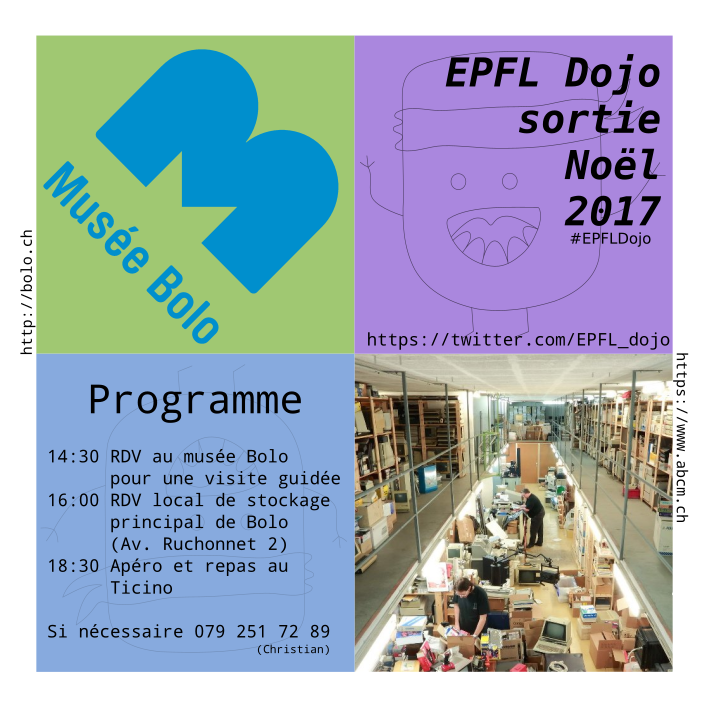 Musée Bolo
http://bolo.ch
EPFL Dojo
sortie
Noël
2017
#EPFLDojo
https://twitter.com/EPFL_dojo
Programme
14:30 RDV au musée Bolo
pour une visite guidée
16:00 RDV local de stockage
principal de Bolo
(Av. Ruchonnet 2)
18:30 Apéro et repas au
Ticino
Si nécessaire 079 251 72 89
(Christian)
https://www.abcm.ch